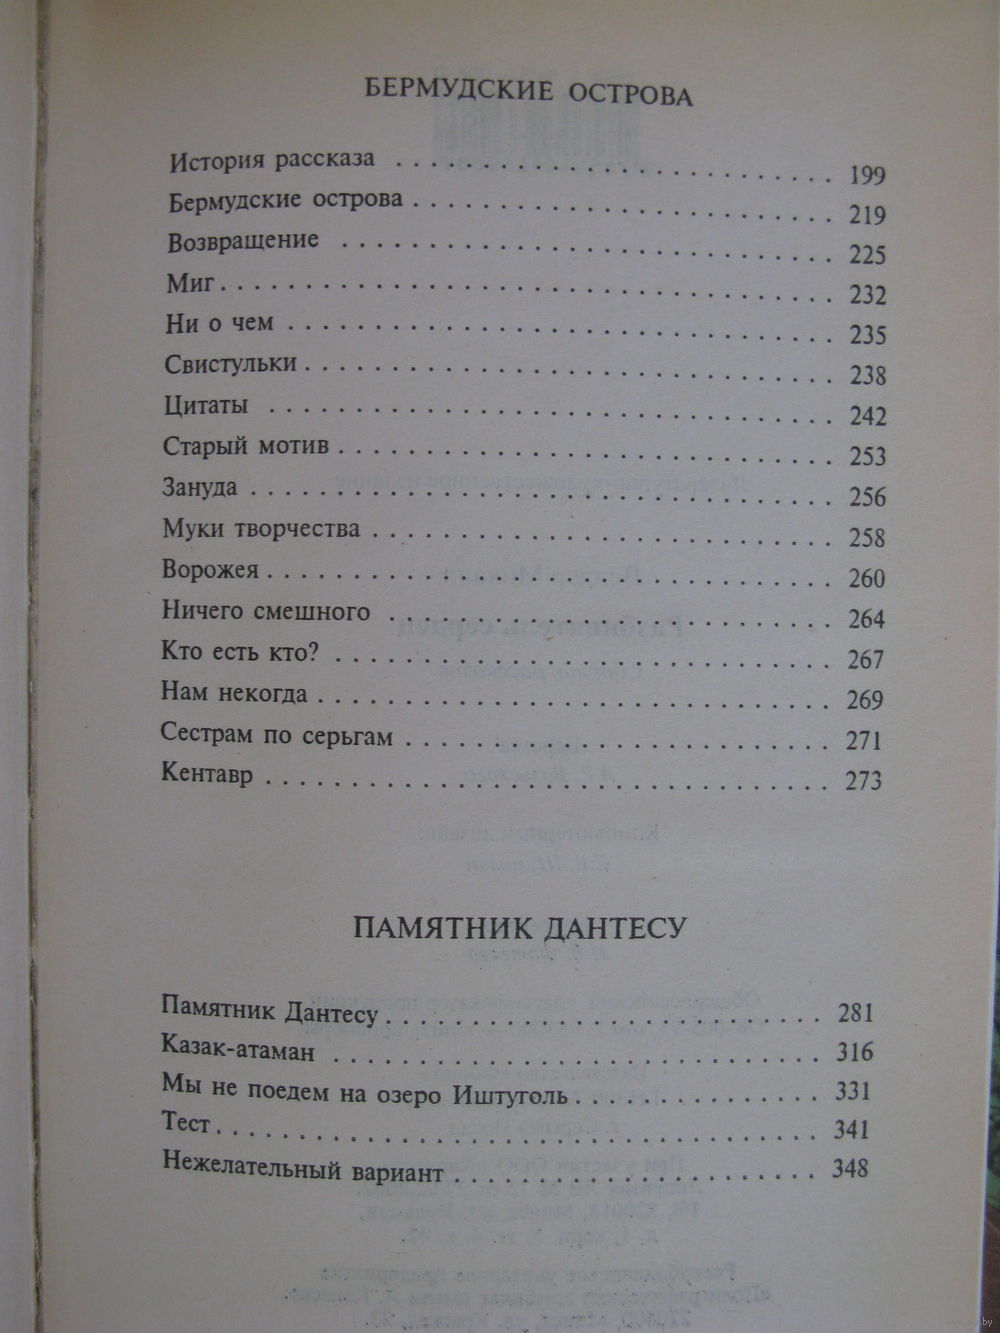 БЕРМУДСКИЕ ОСТРОВА
История рассказа . . . . . . . . . . . . . . . . . . . . . . . . . . 199
Бермудские острова . . . . . . . . . . . . . . . . . . . . . . . . . 219
Возвращение . . . . . . . . . . . . . . . . . . . . . . . . . . . . 225
Миг . . . . . . . . . . . . . . . . . . . . . . . . . . . . . . . . 232
Ни о чем . . . . . . . . . . . . . . . . . . . . . . . . . . . . . 235
Свистульки . . . . . . . . . . . . . . . . . . . . . . . . . . . . 238
Цитаты . . . . . . . . . . . . . . . . . . . . . . . . . . . . . . 242
Старый мотив . . . . . . . . . . . . . . . . . . . . . . . . . . . 253
Зануда . . . . . . . . . . . . . . . . . . . . . . . . . . . . . . 256
Муки творчества . . . . . . . . . . . . . . . . . . . . . . . . . . 258
Ворожея . . . . . . . . . . . . . . . . . . . . . . . . . . . . . . 260
Ничего смешного . . . . . . . . . . . . . . . . . . . . . . . . . . 264
Кто есть кто? . . . . . . . . . . . . . . . . . . . . . . . . . . . 267
Нам некогда . . . . . . . . . . . . . . . . . . . . . . . . . . . . 269
Сестрам по серьгам . . . . . . . . . . . . . . . . . . . . . . . . 271
Кентавр . . . . . . . . . . . . . . . . . . . . . . . . . . . . . . 273
ПАМЯТНИК ДАНТЕСУ
Памятник Дантесу . . . . . . . . . . . . . . . . . . . . . . . . . 281
Казак-атаман . . . . . . . . . . . . . . . . . . . . . . . . . . . 316
Мы не поедем на озеро Иштуголь . . . . . . . . . . . . . . 331
Тест . . . . . . . . . . . . . . . . . . . . . . . . . . . . . . . 341
Нежелательный вариант . . . . . . . . . . . . . . . . . . . . . 348